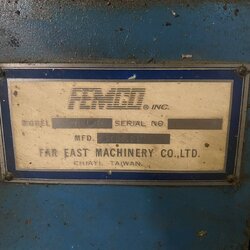 FEMCO ® INC.
MODEL SERIAL NO.
MFD.
FAR EAST MACHINERY CO.,LTD.
CHIAYI, TAIWAN.